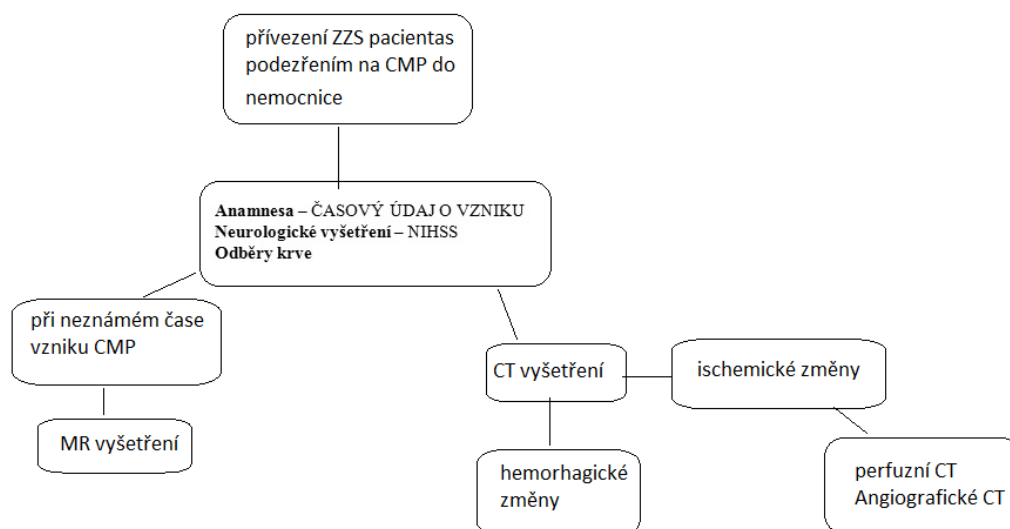 přívezení ZZS pacientas
podezřením na CMP do
nemocnice
Anamnesa – ČASOVÝ ÚDAJ O VZNIKU
Neurologické vyšetření – NIHSS
Odběry krve
při neznámém čase
vzniku CMP
MR vyšetření
CT vyšetření
ischemické změny
hemorhagické
změny
perfuzní CT
Angiografické CT